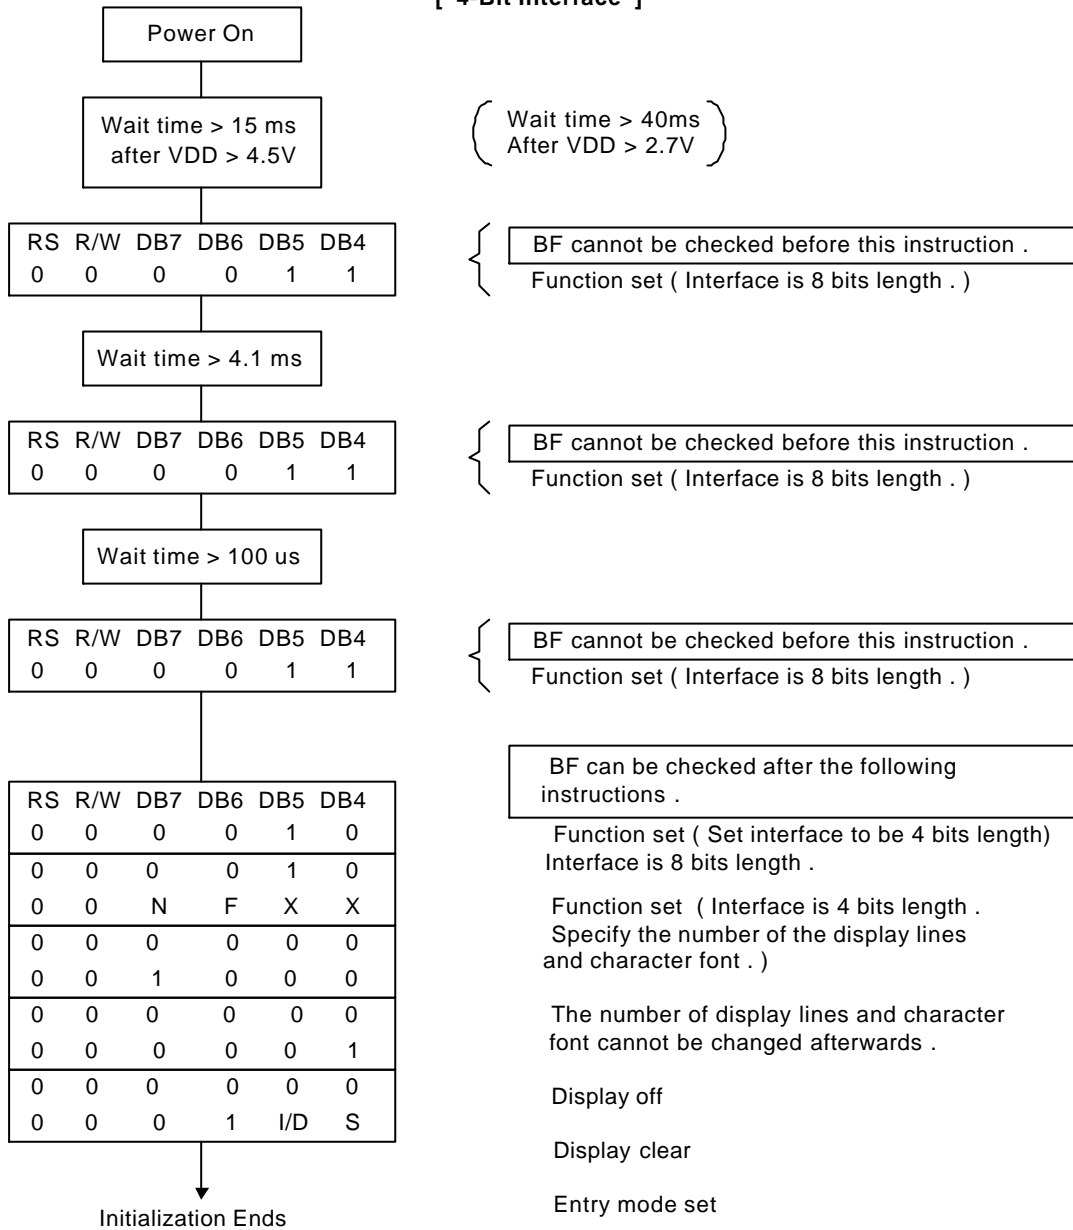 [ 4-Bit Interface ]
Power On
Wait time > 15 ms
after VDD > 4.5V
Wait time > 40ms
After VDD > 2.7V
RS R/W DB7 DB6 DB5 DB4
0 0 0 0 1 1
BF cannot be checked before this instruction .
Function set ( Interface is 8 bits length . )
Wait time > 4.1 ms
RS R/W DB7 DB6 DB5 DB4
0 0 0 0 1 1
BF cannot be checked before this instruction .
Function set ( Interface is 8 bits length . )
Wait time > 100 us
RS R/W DB7 DB6 DB5 DB4
0 0 0 0 1 1
BF cannot be checked before this instruction .
Function set ( Interface is 8 bits length . )
RS R/W DB7 DB6 DB5 DB4
0 0 0 0 1 0
0 0 0 0 1 0
0 0 N F X X
0 0 0 0 0 0
0 0 1 0 0 0
0 0 0 0 0 0
0 0 0 0 0 1
0 0 0 0 0 0
0 0 0 1 I/D S
Initialization Ends
BF can be checked after the following
instructions .
Function set ( Set interface to be 4 bits length)
Interface is 8 bits length .
Function set ( Interface is 4 bits length .
Specify the number of the display lines
and character font . )
The number of display lines and character
font cannot be changed afterwards .
Display off
Display clear
Entry mode set